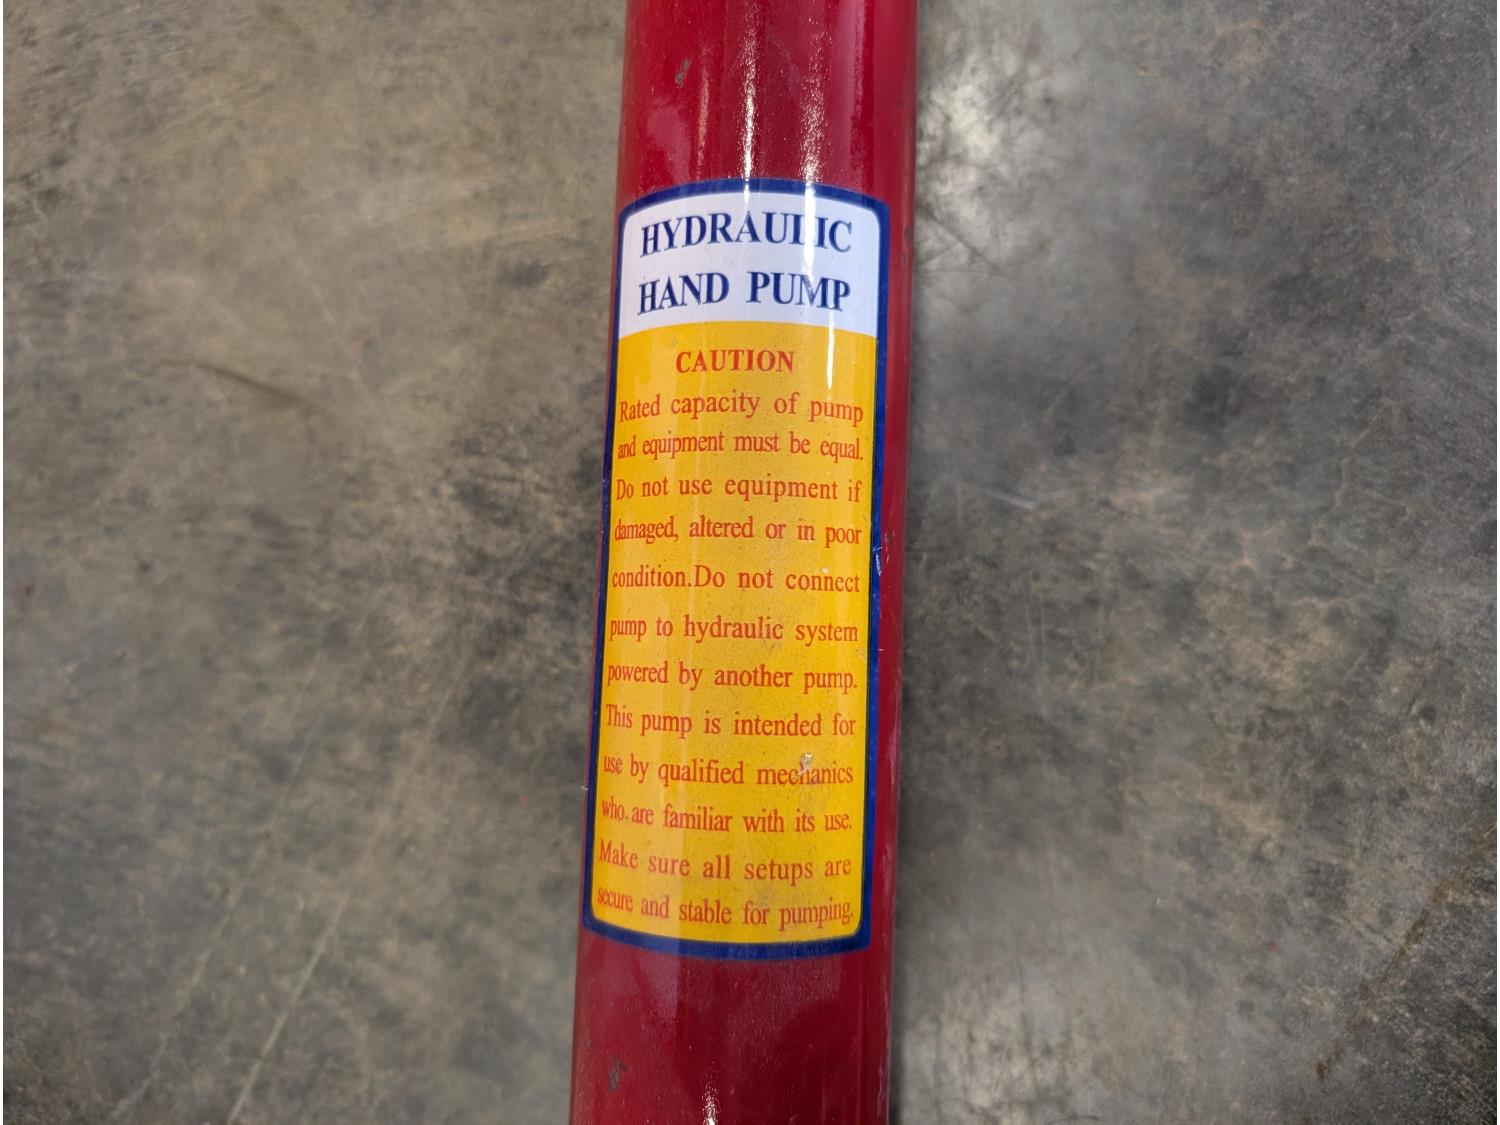 HYDRAULIC
HAND PUMP
CAUTION
Rated capacity of pump
and equipment must be equal.
Do not use equipment if
damaged, altered or in poor
condition.Do not connect
pump to hydraulic system
powered by another pump.
This pump is intended for
use by qualified mechanics
who.are familiar with its use.
Make sure all setups are
secure and stable for pumping.